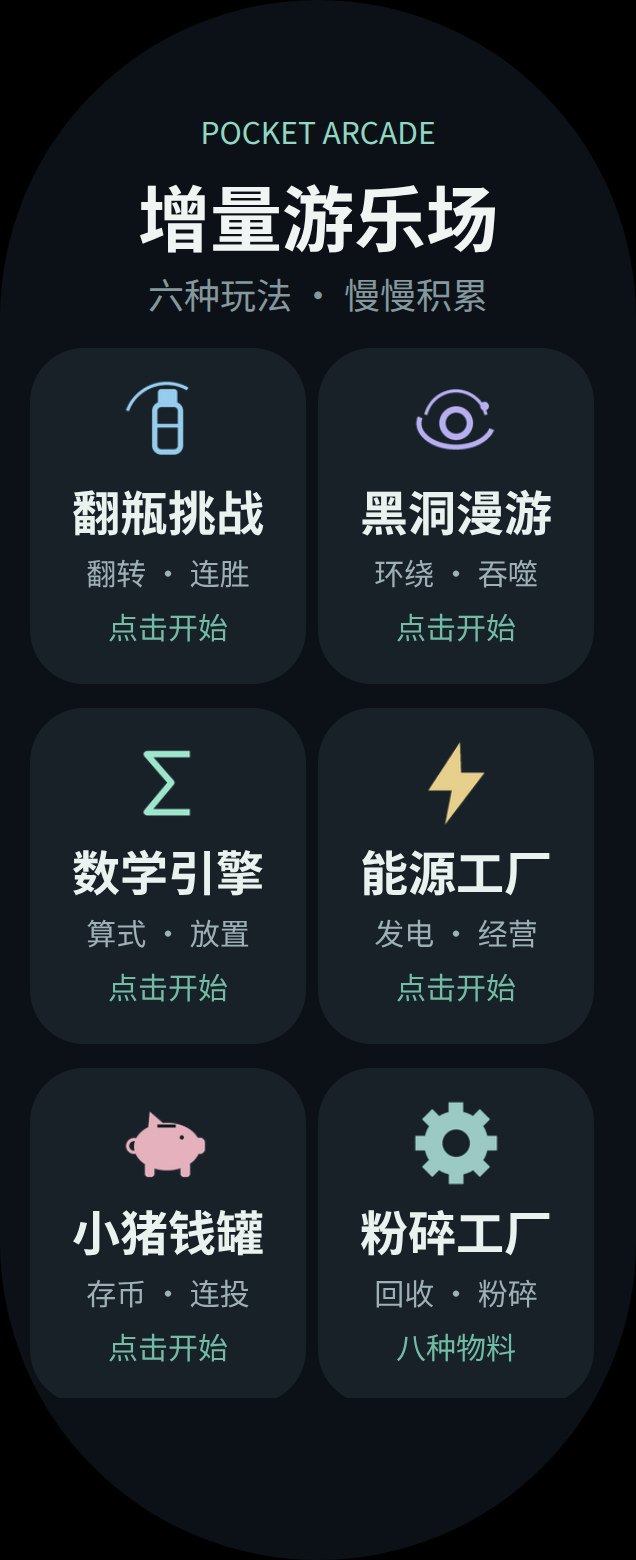 POCKET ARCADE
增量游乐场
六种玩法 · 慢慢积累
翻瓶挑战
翻转 · 连胜
点击开始
黑洞漫游
环绕 · 吞噬
点击开始
数学引擎
算式 · 放置
点击开始
能源工厂
发电 · 经营
点击开始
小猪钱罐
存币 · 连投
点击开始
粉碎工厂
回收 · 粉碎
八种物料